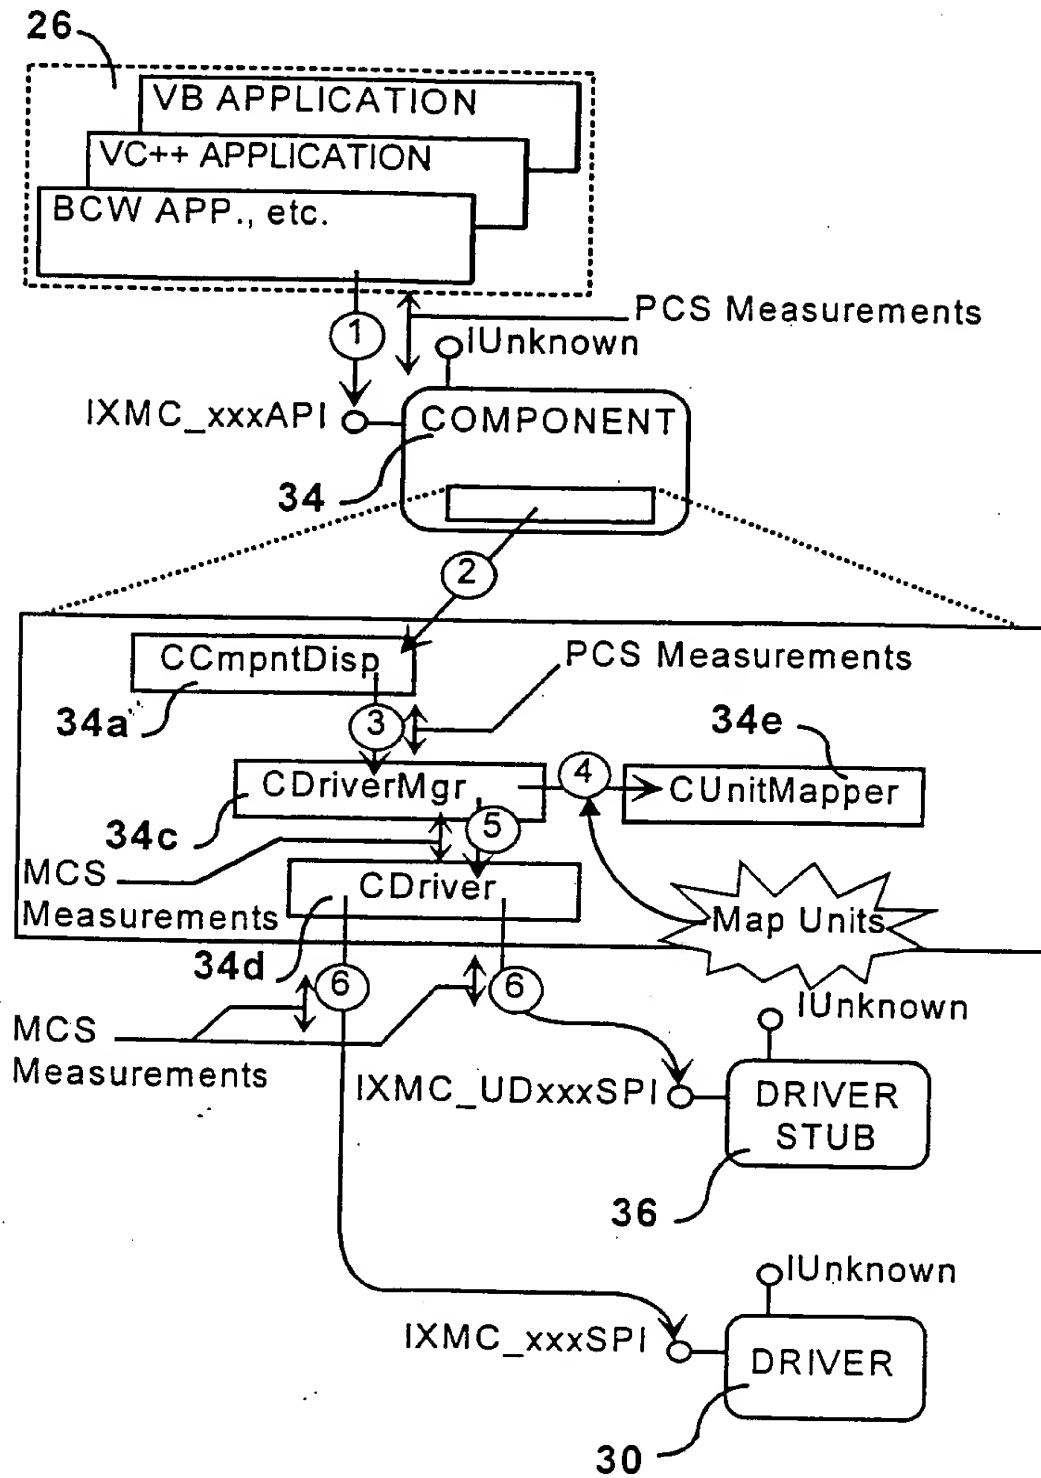 26
VB APPLICATION
VC++ APPLICATION
BCW APP., etc.
PCS Measurements
1
IUnknown
IXMC_xxxAPI
COMPONENT
34
2
CCmpntDisp
PCS Measurements
34a
3
34e
CDriverMgr
4
CUnitMapper
34c
5
MCS
Measurements
CDriver
Map Units
34d
6
6
MCS
Measurements
IUnknown
IXMC_UDxxxSPI
DRIVER
STUB
36
IUnknown
IXMC_xxxSPI
DRIVER
30